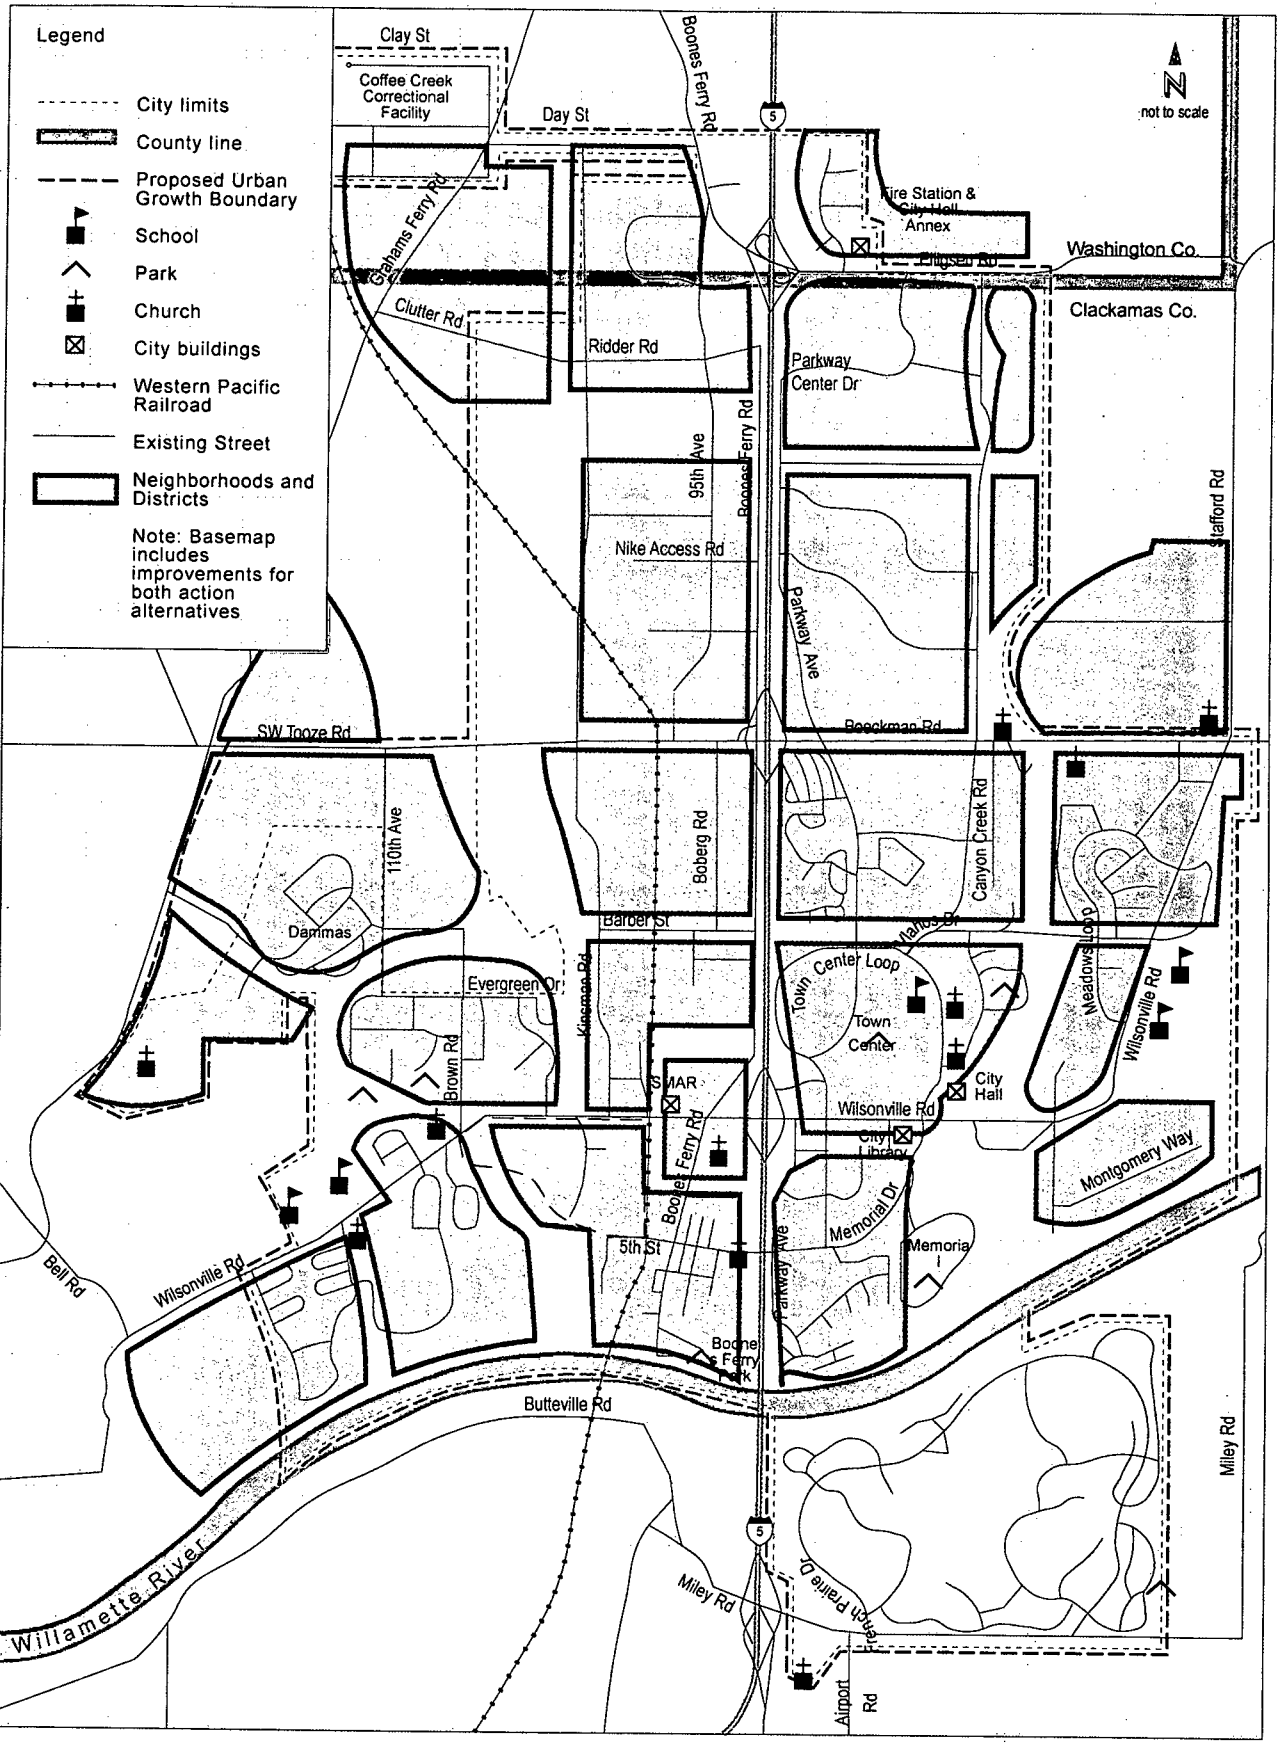 Legend
City limits
County line
Proposed Urban
Growth Boundary
School
Park
Church
City buildings
Western Pacific
Railroad
Existing Street
Neighborhoods and
Districts
Note: Basemap
includes
improvements for
both action
alternatives
Clay St
Coffee Creek
Correctional
Facility
Day St
Boones Ferry Rd
5
N
not to scale
Grahams Ferry Rd
Fire Station &
City Hall
Annex
Elligsen Rd
Washington Co.
Clackamas Co.
Clutter Rd
Ridder Rd
Parkway
Center Dr
95th Ave
Boones Ferry Rd
Stafford Rd
Nike Access Rd
Parkway Ave
SW Tooze Rd
Boeckman Rd
110th Ave
Boberg Rd
Canyon Creek Rd
Dammas
Barber St
Meadows Loop
Town Center Loop
Wilsonville Rd
Evergreen Dr
Kinsman Rd
Town
Center
Brown Rd
SMAR
City
Hall
Wilsonville Rd
City
Library
Boones Ferry Rd
Montgomery Way
Memorial Dr
5th St
Parkway Ave
Memoria
l
Bell Rd
Wilsonville Rd
Boone
s Ferry
Park
Butteville Rd
Miley Rd
5
Willamette River
Miley Rd
French Prairie Dr
Airport
Rd